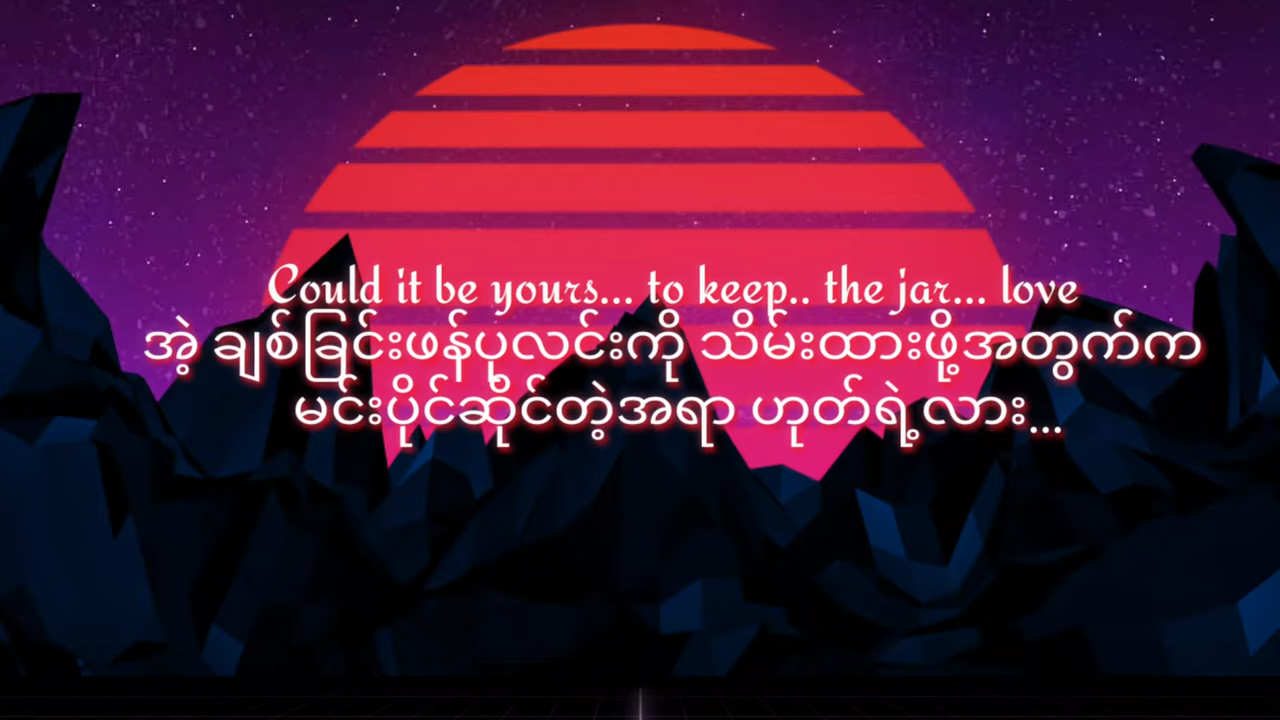 Could it be yours... to keep.. the jar... love
အဲ့ ချစ်ခြင်းဖန်ပုလင်းကို သိမ်းထားဖို့အတွက်က
မင်းပိုင်ဆိုင်တဲ့အရာ ဟုတ်ရဲ့လား...